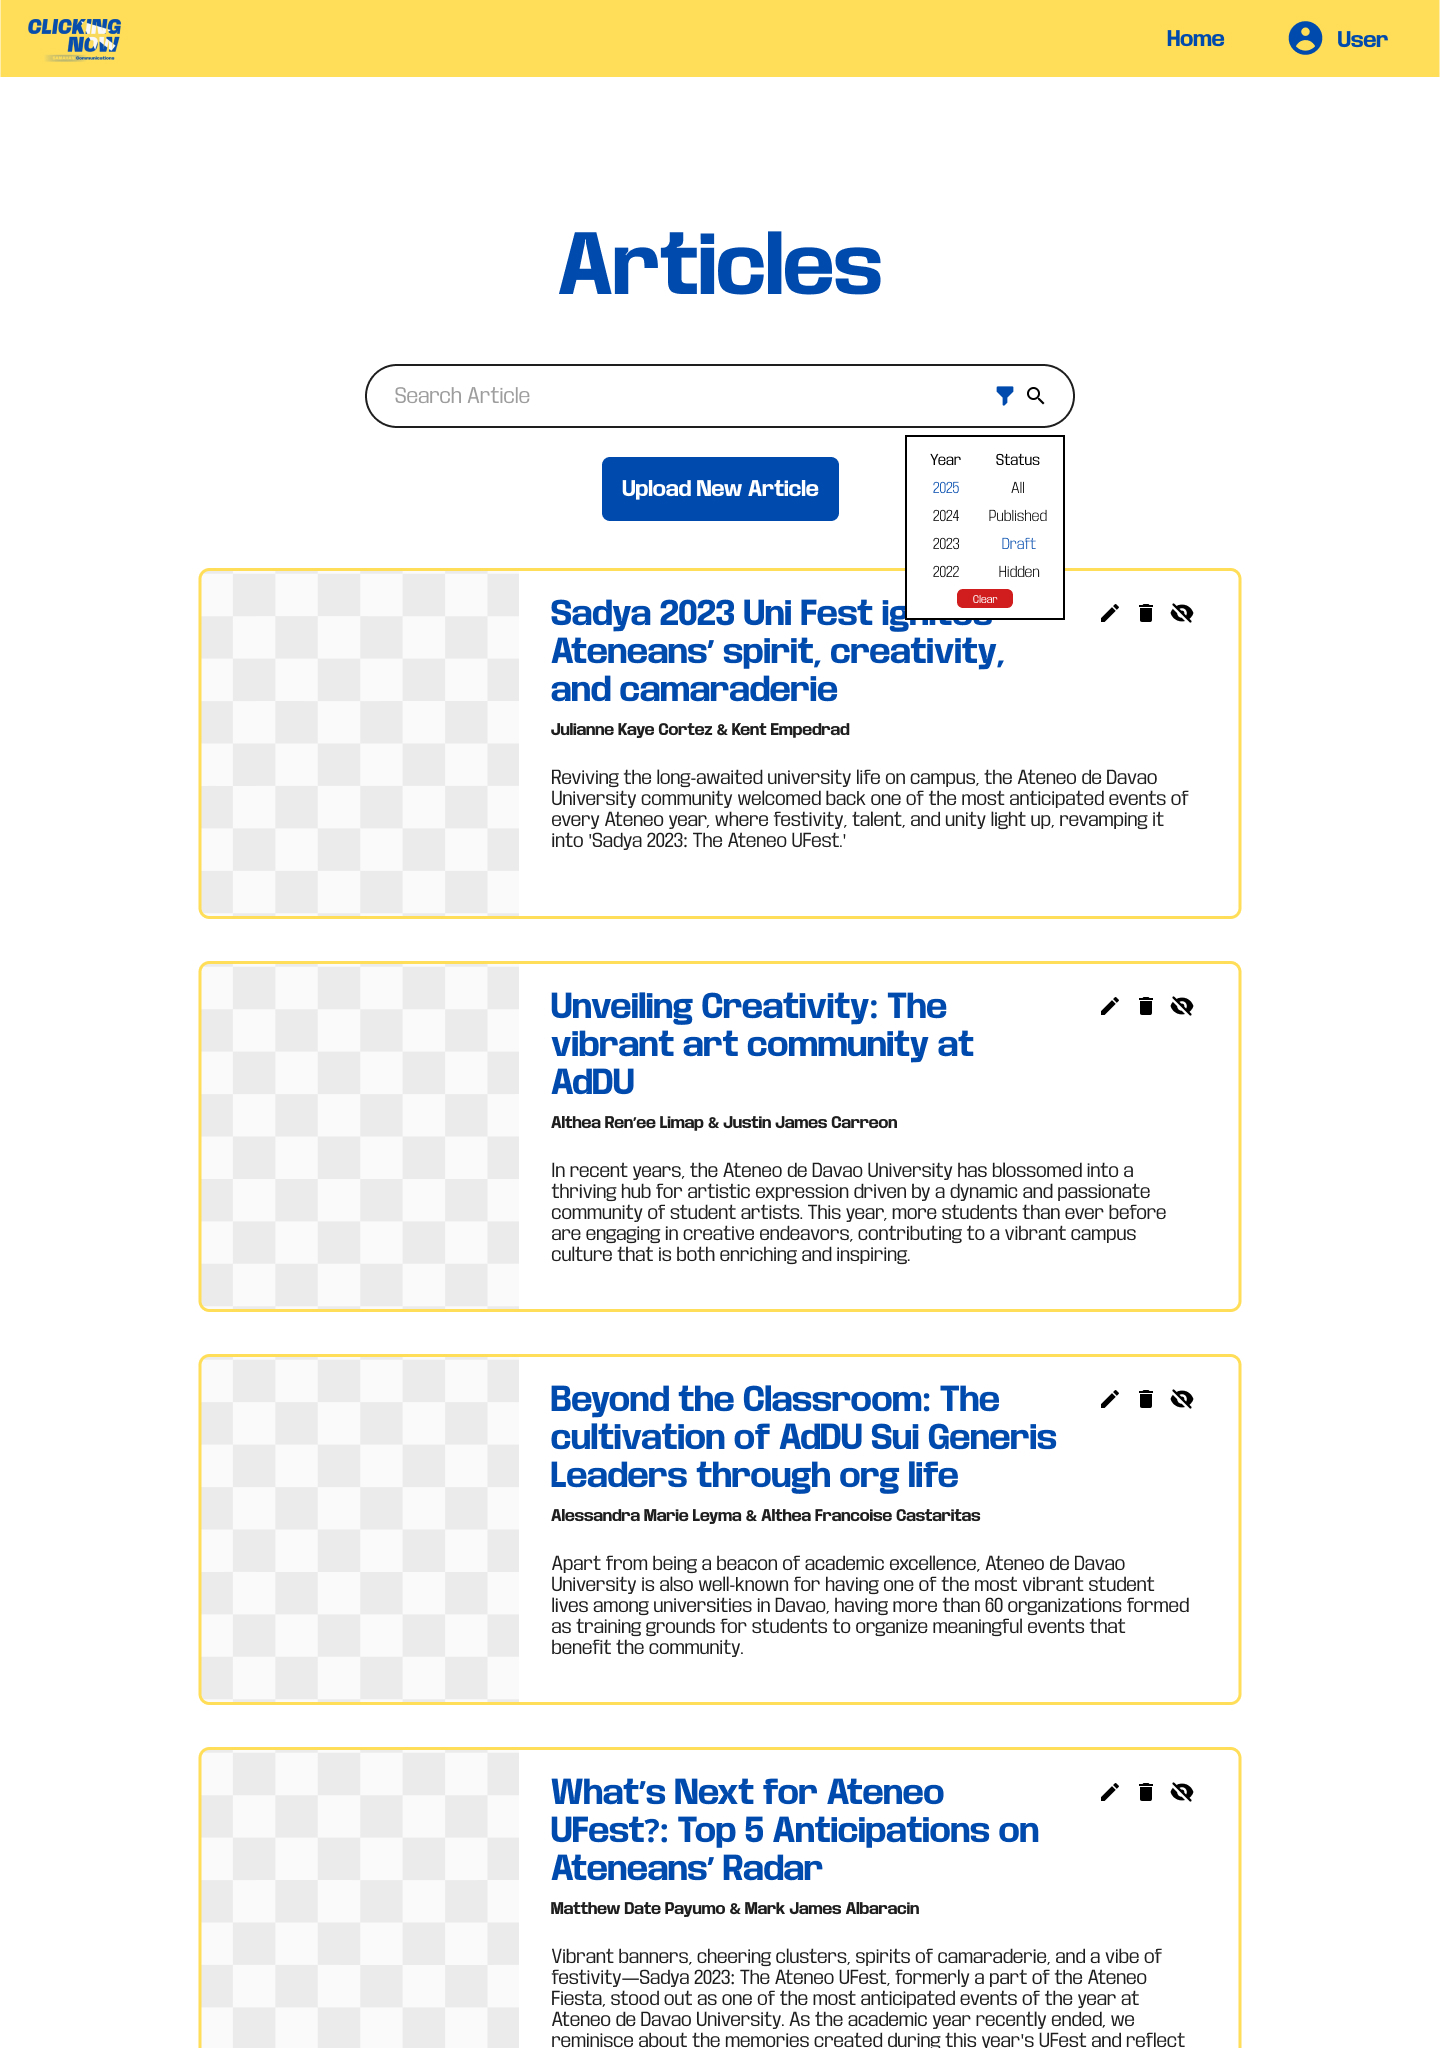 CLICKING
NOW
Communications
Home
User
Articles
Search Article
Upload New Article
Year Status
2025 All
2024 Published
2023 Draft
2022 Hidden
Clear
Sadya 2023 Uni Fest ignites
Ateneans’ spirit, creativity,
and camaraderie
Julianne Kaye Cortez & Kent Empedrad
Reviving the long-awaited university life on campus, the Ateneo de Davao
University community welcomed back one of the most anticipated events of
every Ateneo year, where festivity, talent, and unity light up, revamping it
into 'Sadya 2023: The Ateneo UFest.'
Unveiling Creativity: The
vibrant art community at
AdDU
Althea Ren’ee Limap & Justin James Carreon
In recent years, the Ateneo de Davao University has blossomed into a
thriving hub for artistic expression driven by a dynamic and passionate
community of student artists. This year, more students than ever before
are engaging in creative endeavors, contributing to a vibrant campus
culture that is both enriching and inspiring.
Beyond the Classroom: The
cultivation of AdDU Sui Generis
Leaders through org life
Alessandra Marie Leyma & Althea Francoise Castaritas
Apart from being a beacon of academic excellence, Ateneo de Davao
University is also well-known for having one of the most vibrant student
lives among universities in Davao, having more than 60 organizations formed
as training grounds for students to organize meaningful events that
benefit the community.
What’s Next for Ateneo
UFest?: Top 5 Anticipations on
Ateneans’ Radar
Matthew Date Payumo & Mark James Albaracin
Vibrant banners, cheering clusters, spirits of camaraderie, and a vibe of
festivity—Sadya 2023: The Ateneo UFest, formerly a part of the Ateneo
Fiesta, stood out as one of the most anticipated events of the year at
Ateneo de Davao University. As the academic year recently ended, we
reminisce about the memories created during this year's UFest and reflect